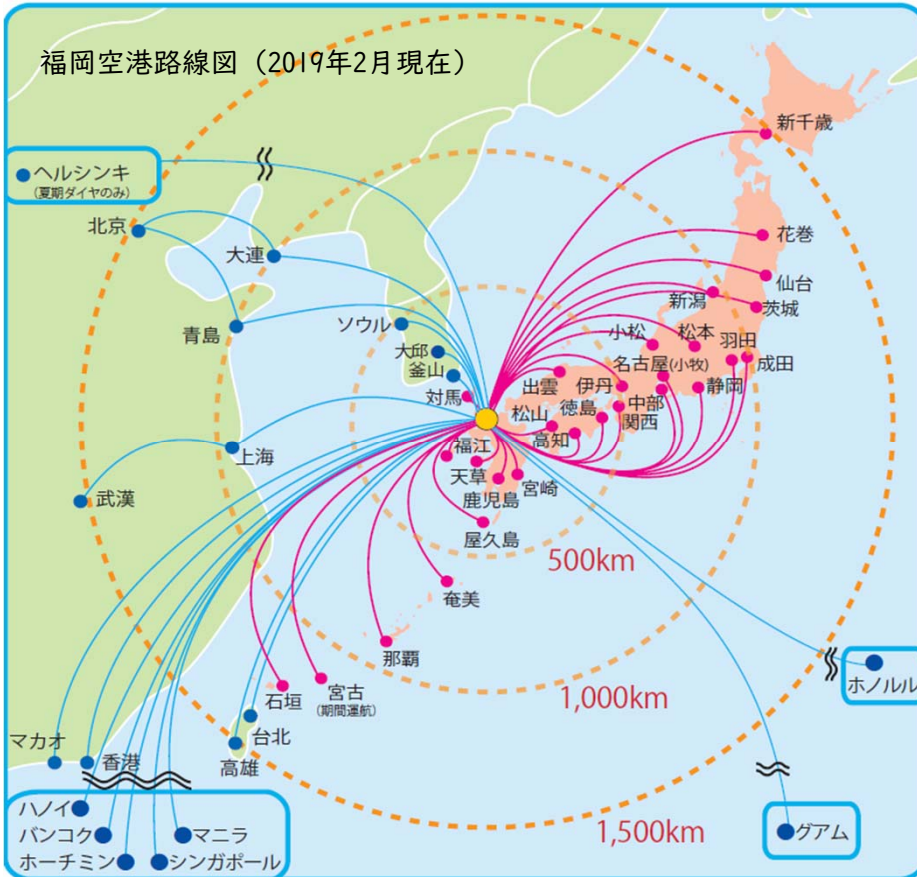 福岡空港路線図（2019年2月現在）
新千歳
ヘルシンキ
(夏期ダイヤのみ)
北京
花巻
大連
仙台
新潟
茨城
青島
ソウル
小松
松本
羽田
成田
大邱
名古屋(小牧)
釜山
出雲
伊丹
静岡
対馬
中部
松山
徳島
関西
高知
福江
上海
天草
宮崎
武漢
鹿児島
屋久島
500km
奄美
那覇
ホノルル
石垣
宮古
(期間運航)
1,000km
台北
マカオ
香港
高雄
ハノイ
バンコク
マニラ
1,500km
グアム
ホーチミン
シンガポール